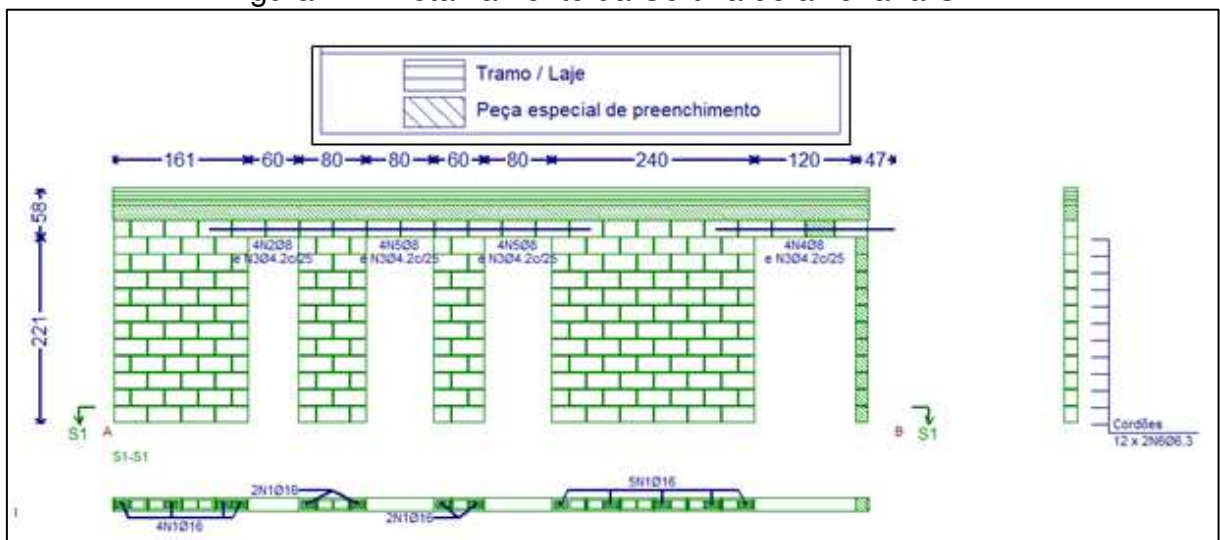 Tramo / Laje
Peça especial de preenchimento
161 60 80 80 60 80 240 120 47
58
221
4N2Ø8
e N3Ø4.2c/25
4N5Ø8
e N3Ø4.2c/25
4N5Ø8
e N3Ø4.2c/25
4N4Ø8
e N3Ø4.2c/25
S1 A
B S1
Cordões
12 x 2N6Ø6.3
S1-S1
2N1Ø16
5N1Ø16
4N1Ø16
2N1Ø16